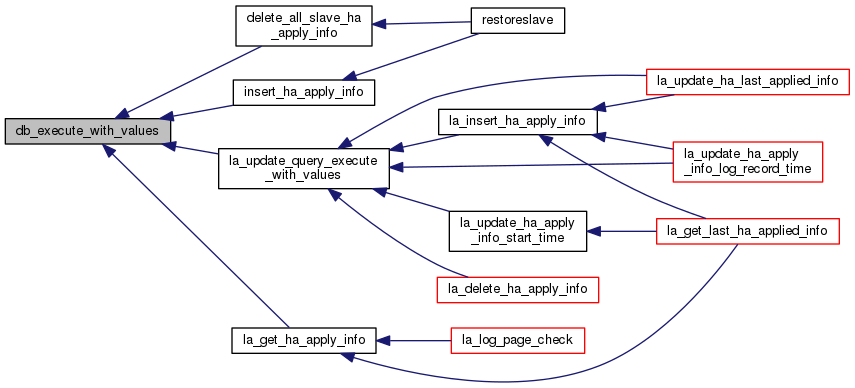 db_execute_with_values
delete_all_slave_ha
_apply_info
restoreslave
insert_ha_apply_info
la_update_query_execute
_with_values
la_insert_ha_apply_info
la_update_ha_last_applied_info
la_update_ha_apply
_info_log_record_time
la_update_ha_apply
_info_start_time
la_get_last_ha_applied_info
la_delete_ha_apply_info
la_get_ha_apply_info
la_log_page_check